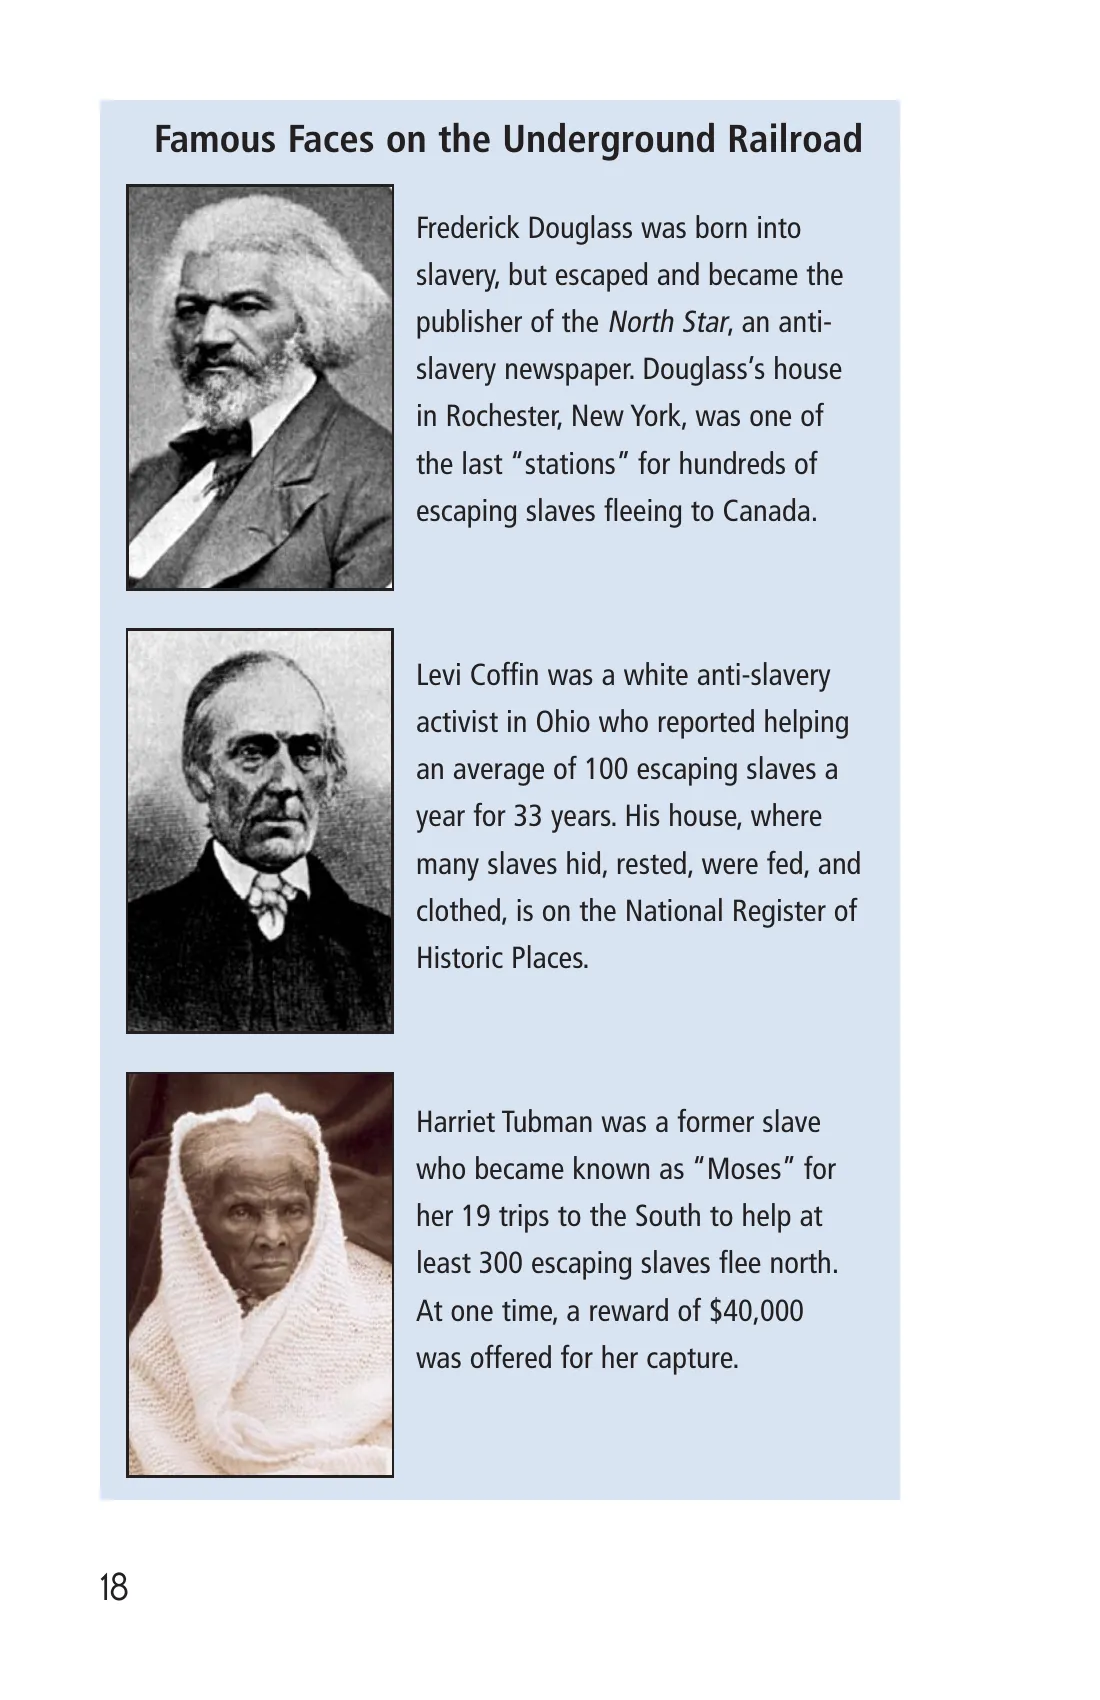 Famous Faces on the Underground Railroad
Frederick Douglass was born into
slavery, but escaped and became the
publisher of the North Star, an anti-
slavery newspaper. Douglass’s house
in Rochester, New York, was one of
the last “stations” for hundreds of
escaping slaves fleeing to Canada.
Levi Coffin was a white anti-slavery
activist in Ohio who reported helping
an average of 100 escaping slaves a
year for 33 years. His house, where
many slaves hid, rested, were fed, and
clothed, is on the National Register of
Historic Places.
Harriet Tubman was a former slave
who became known as “Moses” for
her 19 trips to the South to help at
least 300 escaping slaves flee north.
At one time, a reward of $40,000
was offered for her capture.
18